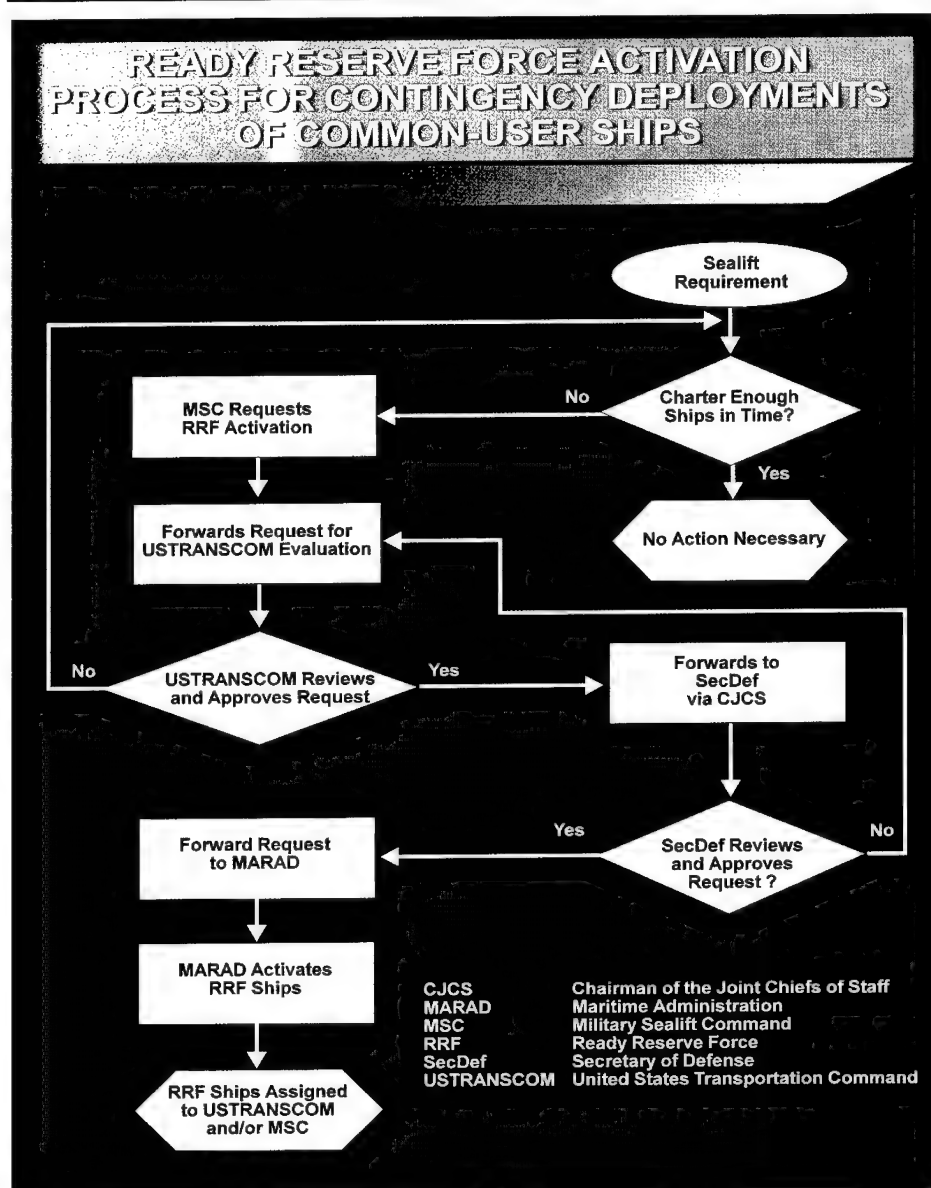 READY RESERVE FORCE ACTIVATION
PROCESS FOR CONTINGENCY DEPLOYMENTS
OF COMMON-USER SHIPS
Sealift
Requirement
Charter Enough
Ships in Time?
No
Yes
MSC Requests
RRF Activation
No Action Necessary
Forwards Request for
USTRANSCOM Evaluation
No
USTRANSCOM Reviews
and Approves Request
Yes
Forwards to
SecDef
via CJCS
Yes
SecDef Reviews
and Approves
Request ?
No
Forward Request
to MARAD
MARAD Activates
RRF Ships
RRF Ships Assigned
to USTRANSCOM
and/or MSC
CJCS Chairman of the Joint Chiefs of Staff
MARAD Maritime Administration
MSC Military Sealift Command
RRF Ready Reserve Force
SecDef Secretary of Defense
USTRANSCOM United States Transportation Command